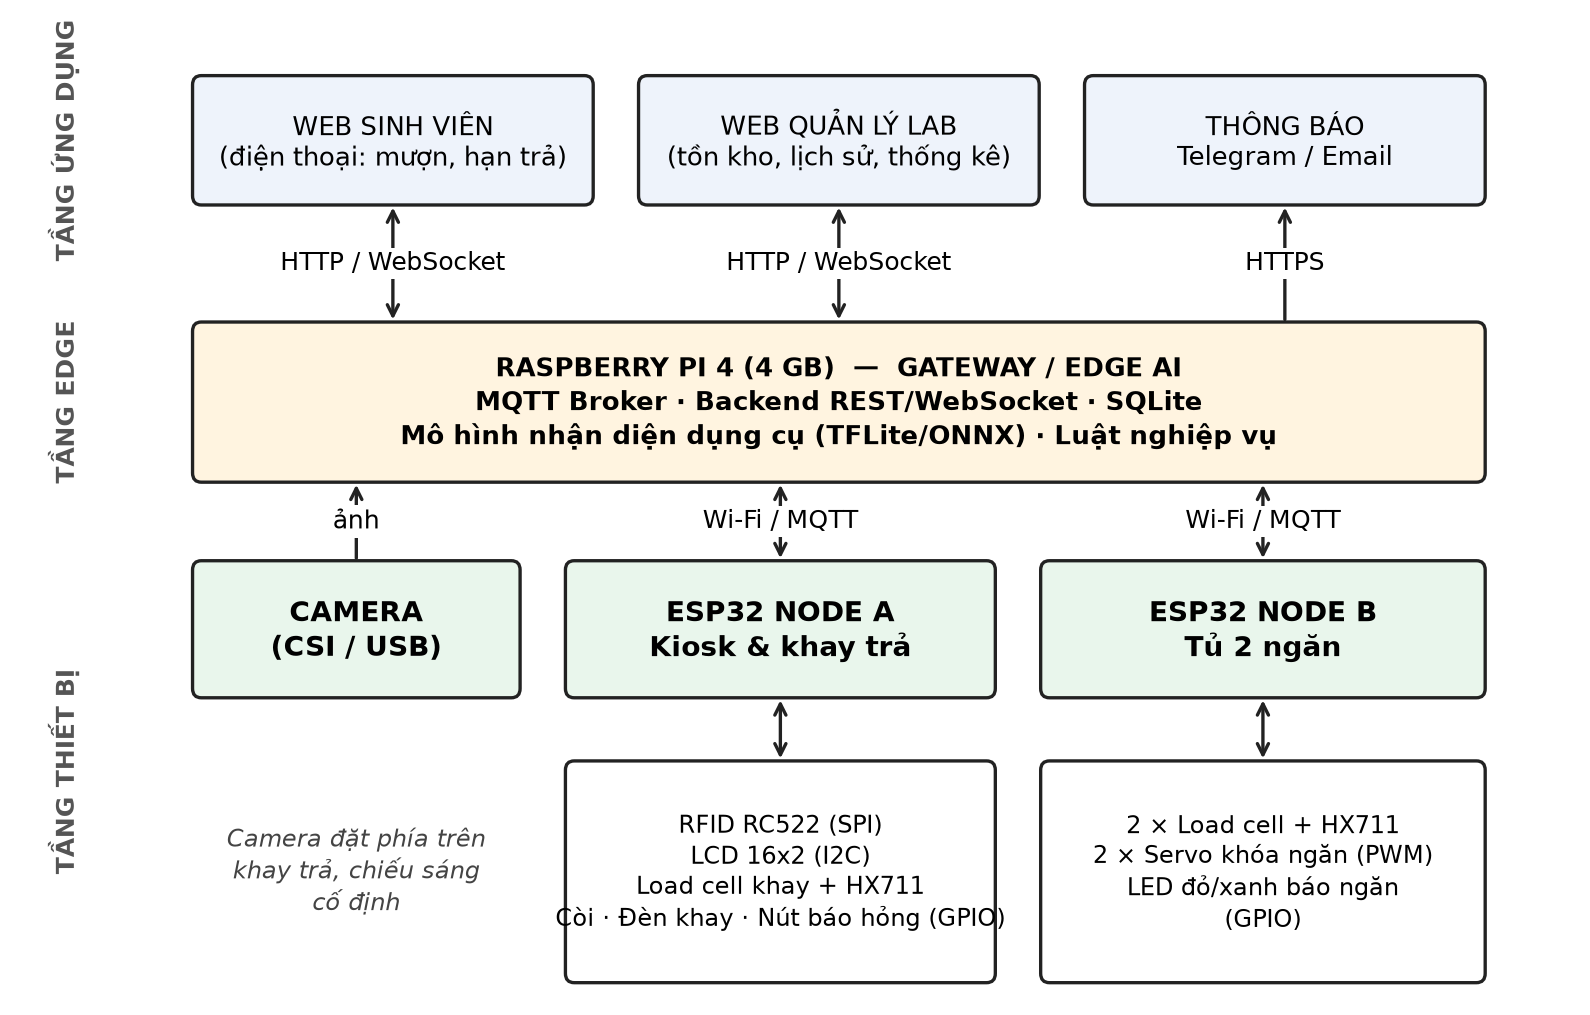 TẦNG ỨNG DỤNG
WEB SINH VIÊN
(điện thoại: mượn, hạn trả)
WEB QUẢN LÝ LAB
(tồn kho, lịch sử, thống kê)
THÔNG BÁO
Telegram / Email
HTTP / WebSocket
HTTP / WebSocket
HTTPS
TẦNG EDGE
RASPBERRY PI 4 (4 GB) — GATEWAY / EDGE AI
MQTT Broker · Backend REST/WebSocket · SQLite
Mô hình nhận diện dụng cụ (TFLite/ONNX) · Luật nghiệp vụ
ảnh
Wi-Fi / MQTT
Wi-Fi / MQTT
TẦNG THIẾT BỊ
CAMERA
(CSI / USB)
ESP32 NODE A
Kiosk & khay trả
ESP32 NODE B
Tủ 2 ngăn
Camera đặt phía trên
khay trả, chiếu sáng
cố định
RFID RC522 (SPI)
LCD 16x2 (I2C)
Load cell khay + HX711
Còi · Đèn khay · Nút báo hỏng (GPIO)
2 × Load cell + HX711
2 × Servo khóa ngăn (PWM)
LED đỏ/xanh báo ngăn
(GPIO)